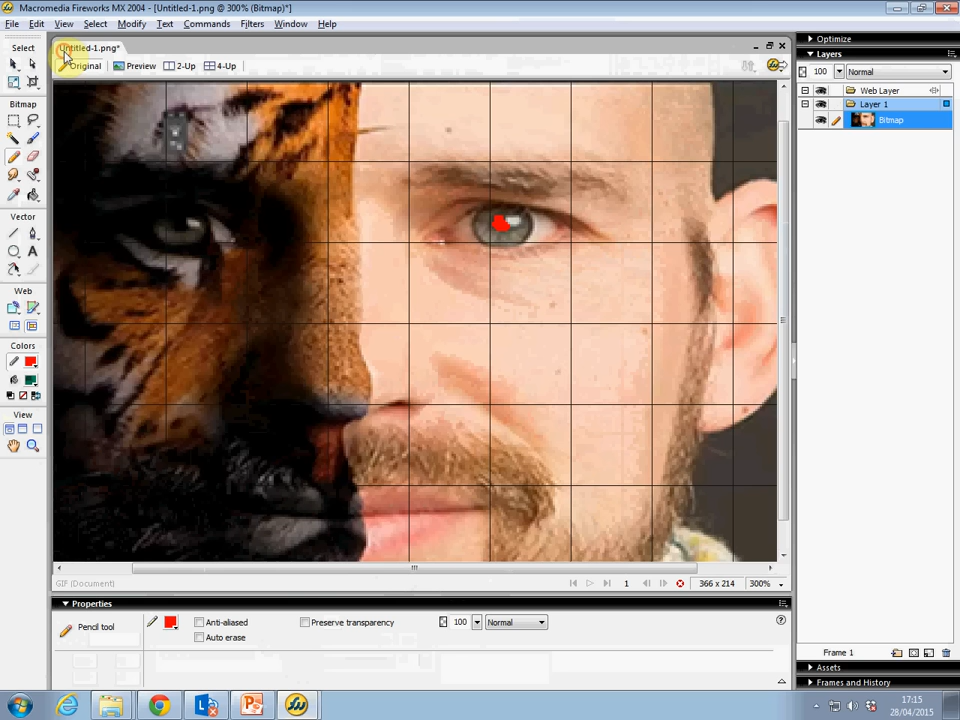 Macromedia Fireworks MX 2004 - [Untitled-1.png @ 300% (Bitmap)*]
File Edit View Select Modify Text Commands Filters Window Help
Select
Untitled-1.png*
Optimize
Original Preview 2-Up 4-Up
Layers
100 Normal
Web Layer
Layer 1
Bitmap
Bitmap
Vector
A
Web
Colors
View
GIF (Document)
1
366 x 214
300%
Properties
Pencil tool
Anti-aliased
Auto erase
Preserve transparency
100 Normal
Frame 1
Assets
Frames and History
17:15
28/04/2015